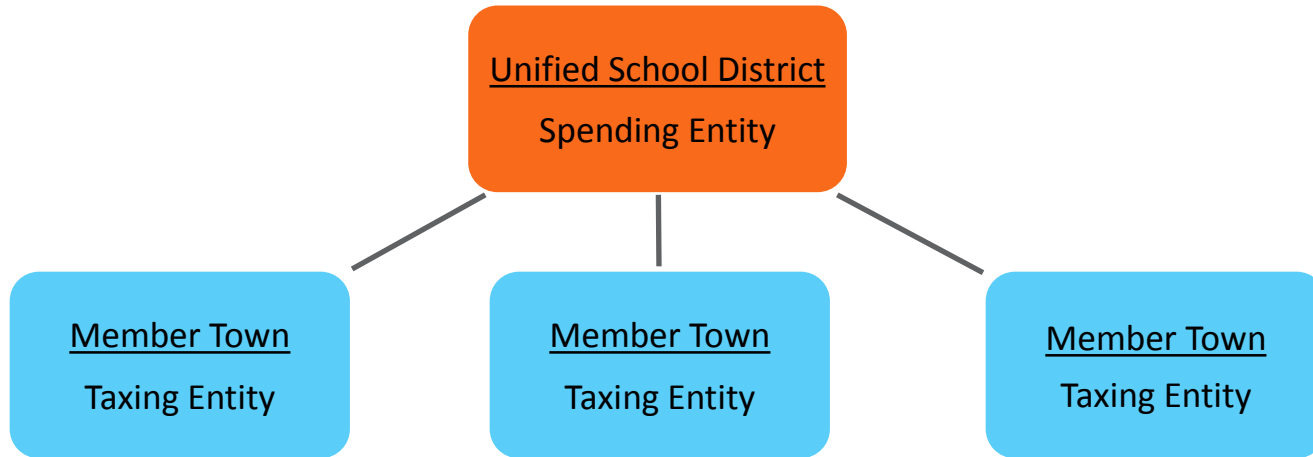 Unified School District
Spending Entity
Member Town
Taxing Entity
Member Town
Taxing Entity
Member Town
Taxing Entity